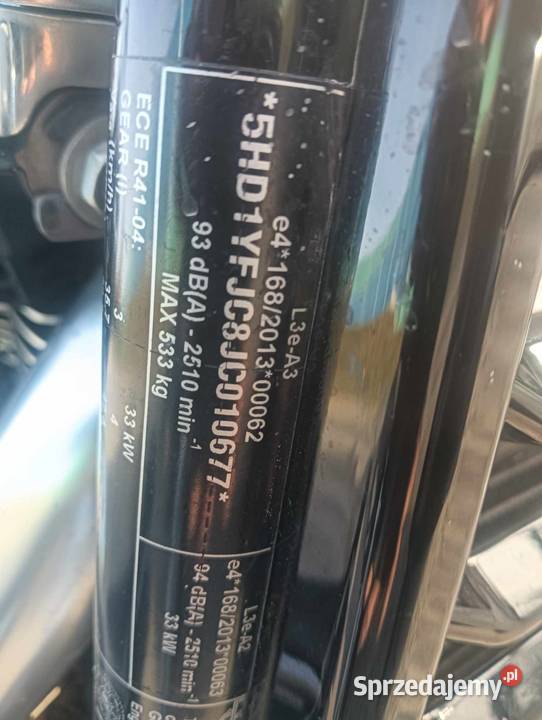 L3e-A3
e4*168/2013*00062
*5HD1YFJC8JC010677*
93 dB(A) - 2510 min⁻¹
MAX 533 kg
L3e-A2
e4*168/2013*00063
94 dB(A) - 2510 min⁻¹
33 kW
ECE R41-04: 33 kW
GEAR (i) 3 4
(km/h)
Eng
Sprzedajemy.pl